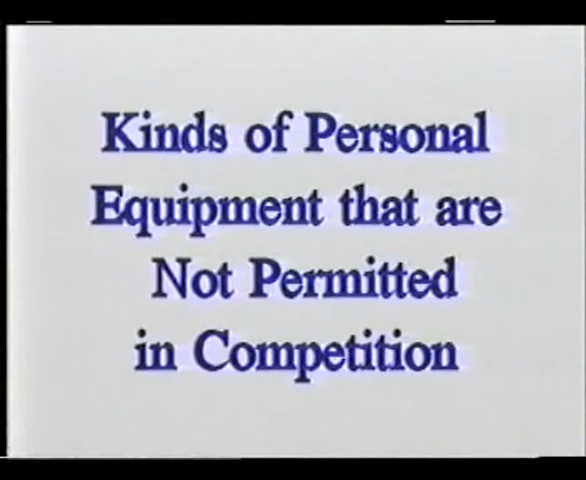 Kinds of Personal
Equipment that are
Not Permitted
in Competition